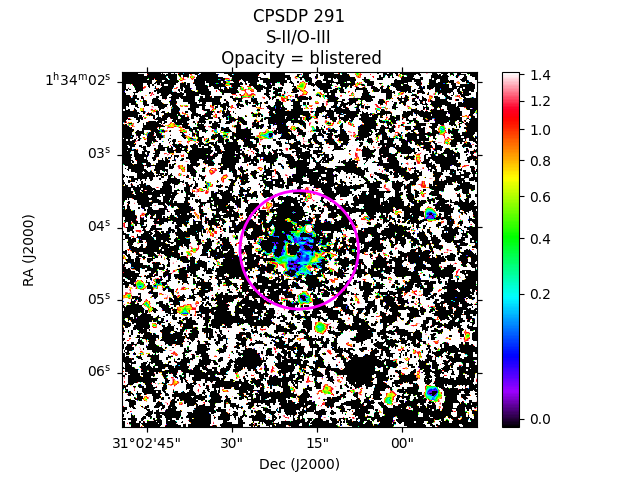 CPSDP 291
S-II/O-III
Opacity = blistered
1ʰ34ᵐ02ˢ
03ˢ
04ˢ
05ˢ
06ˢ
RA (J2000)
31°02'45" 30" 15" 00"
Dec (J2000)
1.4
1.2
1.0
0.8
0.6
0.4
0.2
0.0